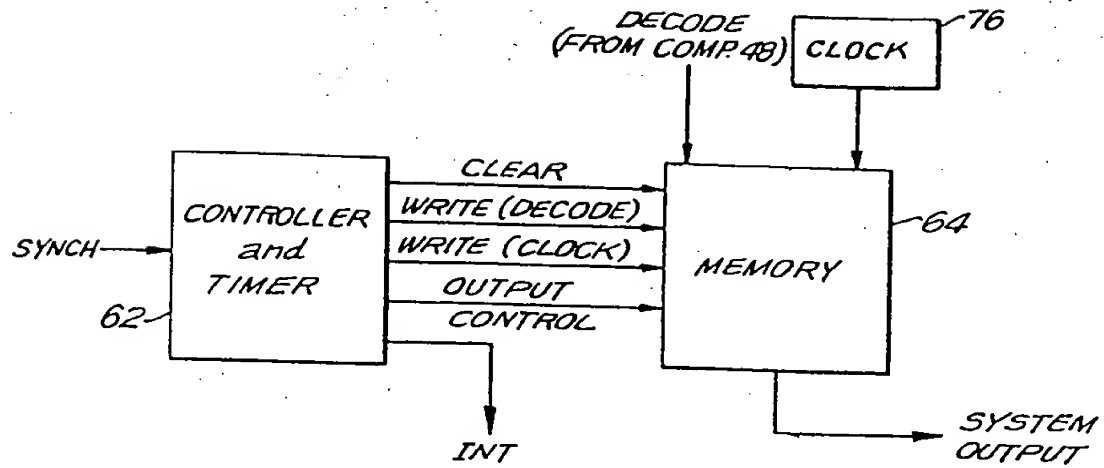 DECODE
(FROM COMP. 48)
CLOCK
76
CONTROLLER
and
TIMER
62
SYNCH
CLEAR
WRITE (DECODE)
WRITE (CLOCK)
OUTPUT
CONTROL
MEMORY
64
INT
SYSTEM
OUTPUT